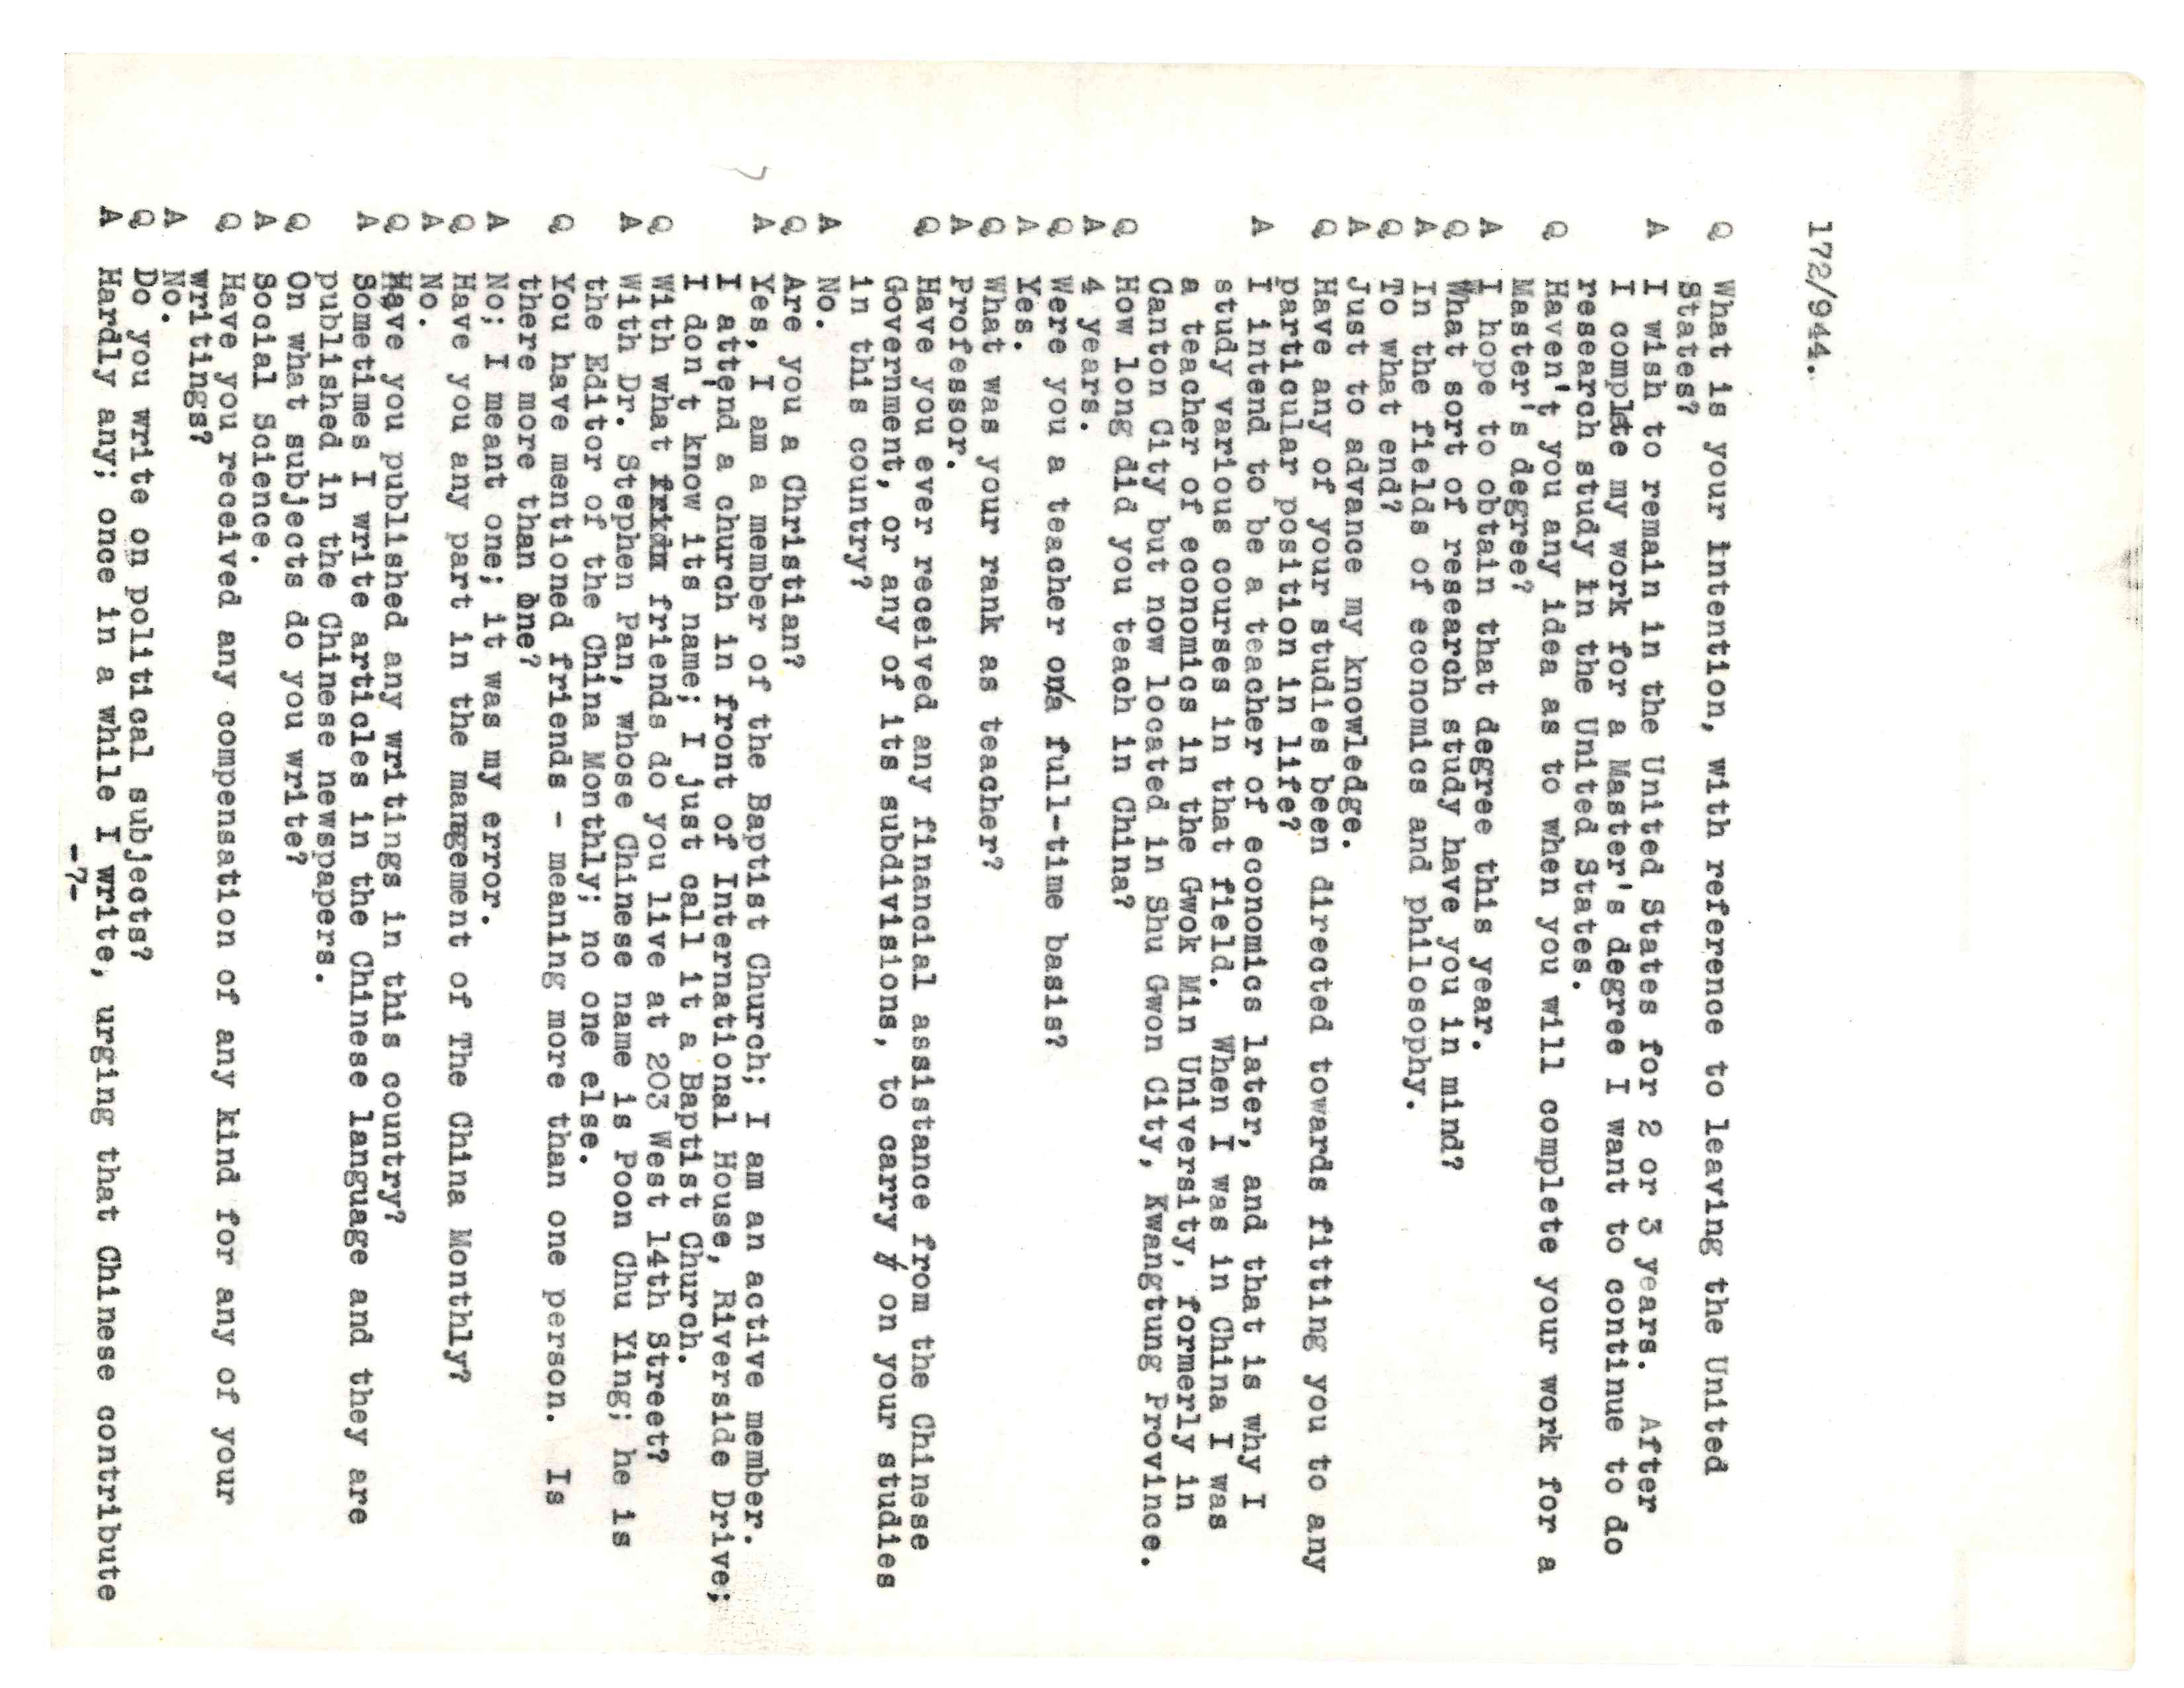 172/944.
Q What is your intention, with reference to leaving the United
States?
A I wish to remain in the United States for 2 or 3 years. After
I complete my work for a Master's degree I want to continue to do
research study in the United States.
Q Haven't you any idea as to when you will complete your work for a
Master's degree?
A I hope to obtain that degree this year.
Q What sort of research study have you in mind?
A In the fields of economics and philosophy.
Q To what end?
A Just to advance my knowledge.
Q Have any of your studies been directed towards fitting you to any
particular position in life?
A I intend to be a teacher of economics later, and that is why I
study various courses in that field. When I was in China I was
a teacher of economics in the Gwok Min University, formerly in
Canton City but now located in Shu Gwon City, Kwangtung Province.
Q How long did you teach in China?
A 4 years.
Q Were you a teacher on/a full-time basis?
A Yes.
Q What was your rank as teacher?
A Professor.
Q Have you ever received any financial assistance from the Chinese
Government, or any of its subdivisions, to carry on your studies
in this country?
A No.
Q Are you a Christian?
A Yes, I am a member of the Baptist Church; I am an active member.
I attend a church in front of International House, Riverside Drive;
I don't know its name; I just call it a Baptist Church.
Q With what friends do you live at 203 West 14th Street?
A With Dr. Stephen Pan, whose Chinese name is Poon Chu Ying; he is
the Editor of the China Monthly; no one else.
Q You have mentioned friends - meaning more than one person. Is
there more than one?
A No; I meant one; it was my error.
Q Have you any part in the management of The China Monthly?
A No.
Q Have you published any writings in this country?
A Sometimes I write articles in the Chinese language and they are
published in the Chinese newspapers.
Q On what subjects do you write?
A Social Science.
Q Have you received any compensation of any kind for any of your
writings?
A No.
Q Do you write on political subjects?
A Hardly any; once in a while I write, urging that Chinese contribute
-7-